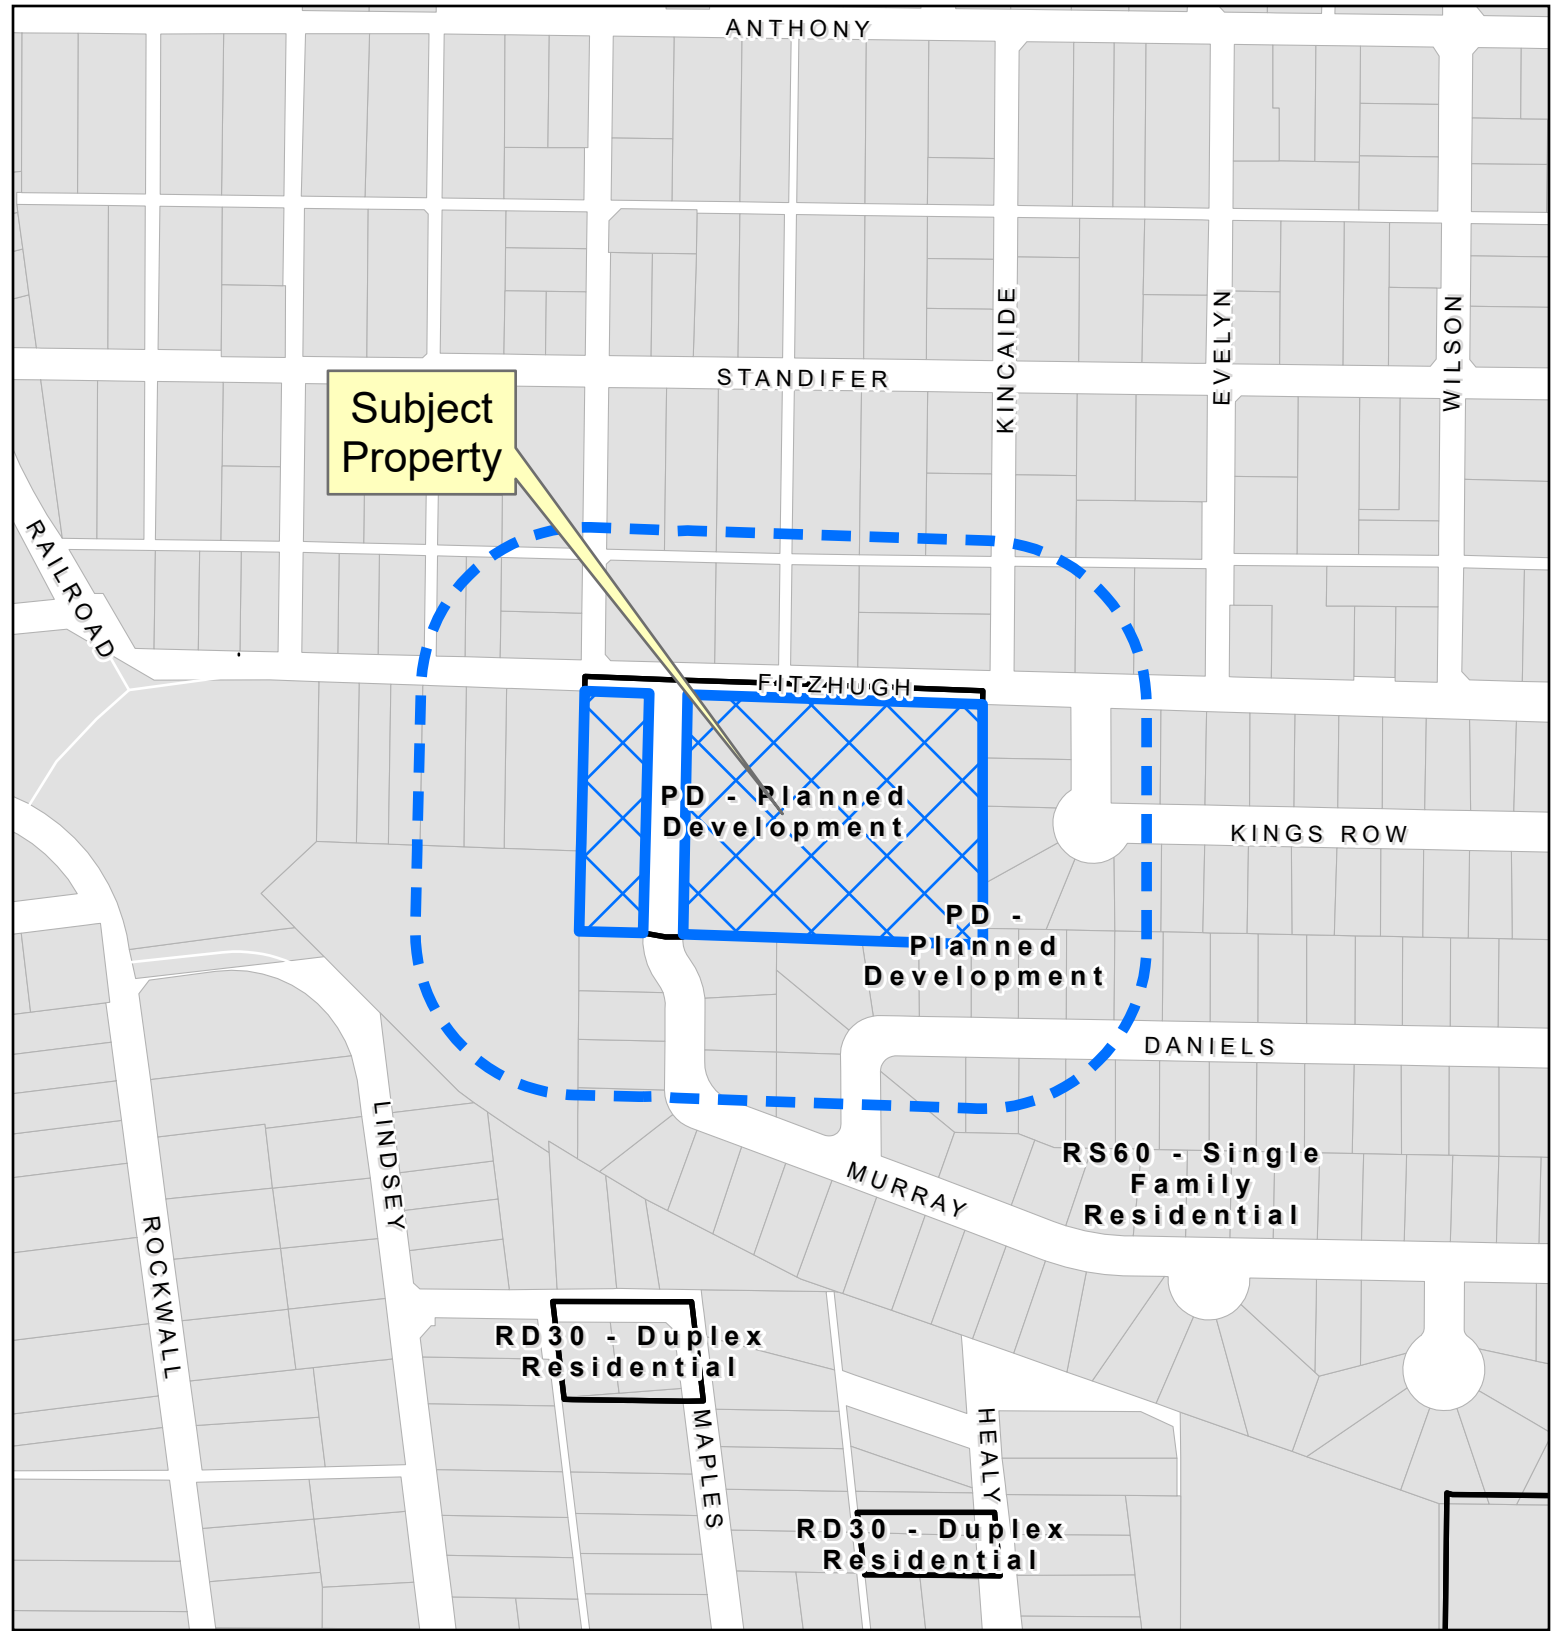 ANTHONY
STANDIFER
KINCAIDE
EVELYN
WILSON
Subject
Property
RAILROAD
FITZHUGH
PD - Planned
Development
KINGS ROW
PD -
Planned
Development
DANIELS
LINDSEY
MURRAY
RS60 - Single
Family
Residential
ROCKWALL
RD30 - Duplex
Residential
MAPLES
HEALY
RD30 - Duplex
Residential